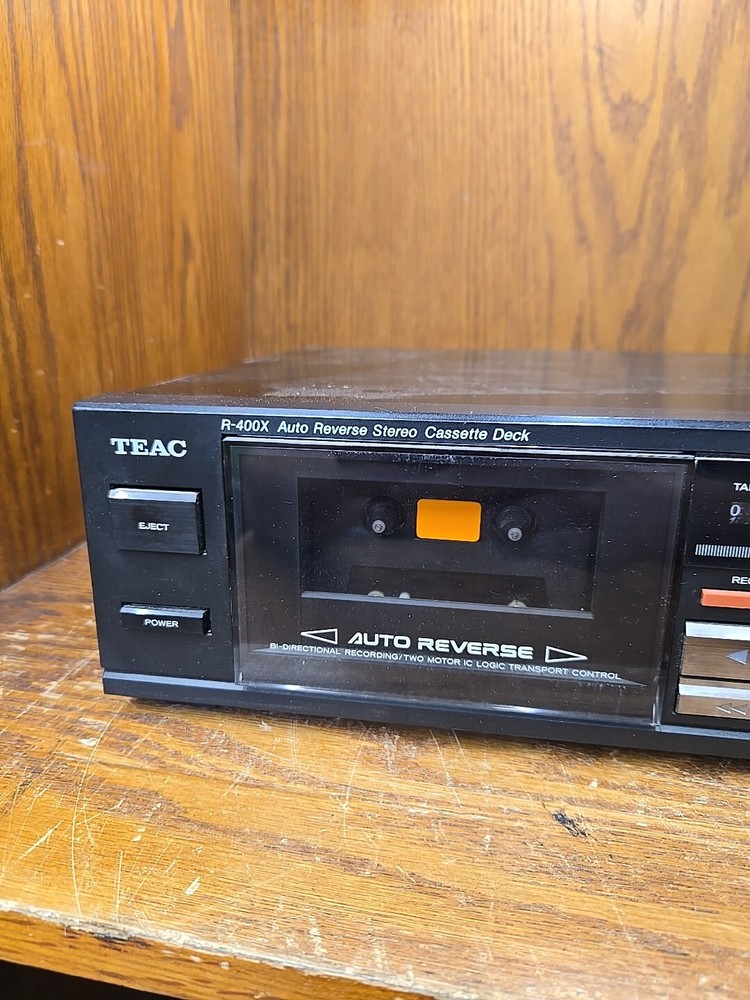 R-400X Auto Reverse Stereo Cassette Deck
TEAC
EJECT
POWER
AUTO REVERSE
BI-DIRECTIONAL RECORDING/TWO MOTOR IC LOGIC TRANSPORT CONTROL
0